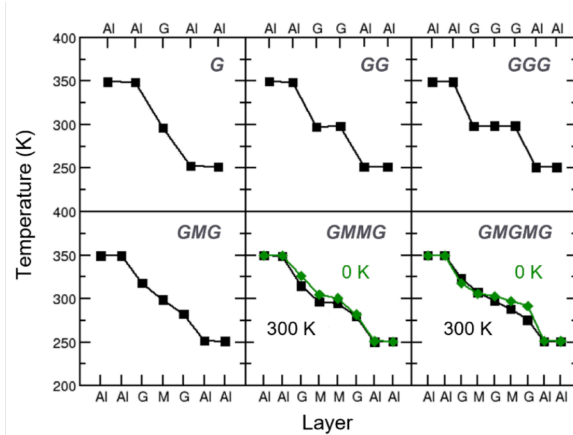 Al Al G Al Al Al Al G G Al Al Al Al G G G Al Al
400
G GG GGG
350
300
250
Temperature (K)
400
GMG GMMG GMGMG
350
0 K 0 K
300
300 K 300 K
250
200
Al Al G M G Al Al Al Al G M M G Al Al Al Al G M G M G Al Al
Layer